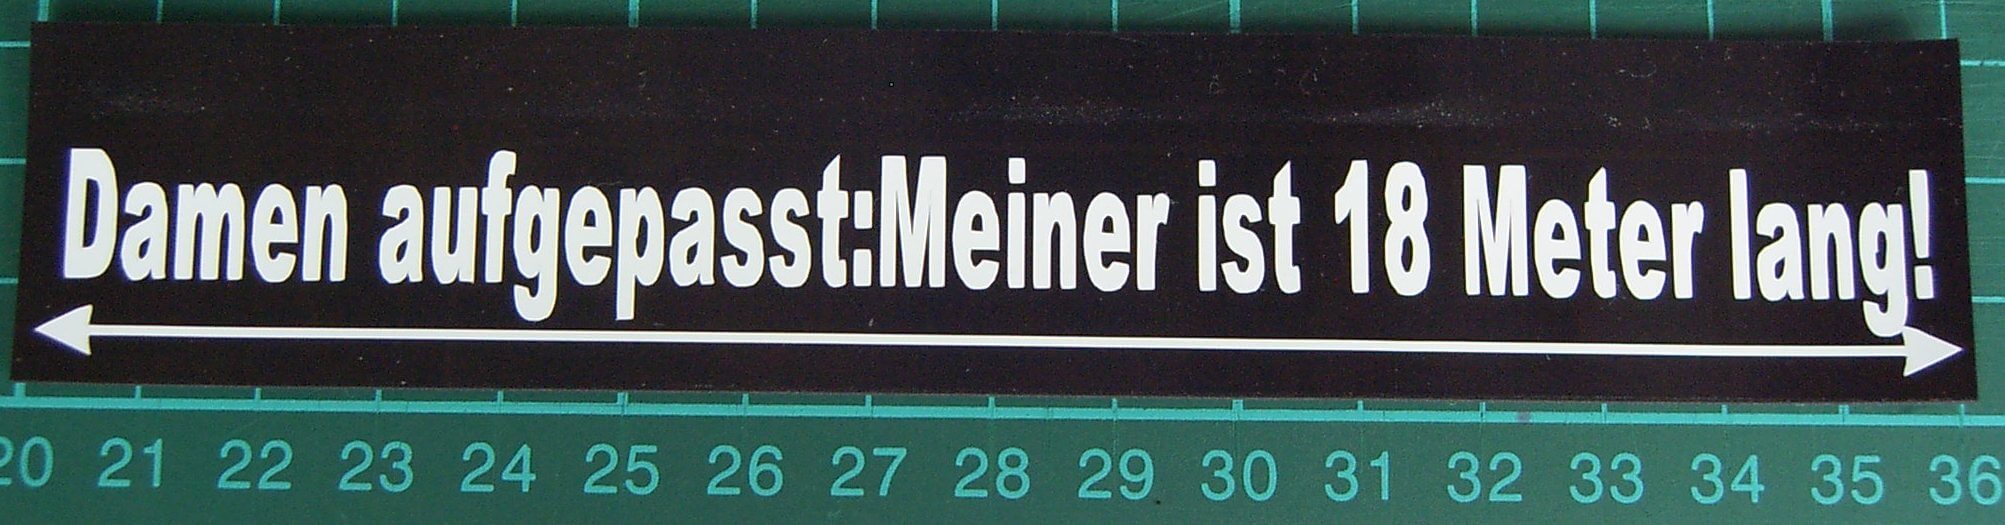 Damen aufgepasst:Meiner ist 18 Meter lang!
20 21 22 23 24 25 26 27 28 29 30 31 32 33 34 35 36